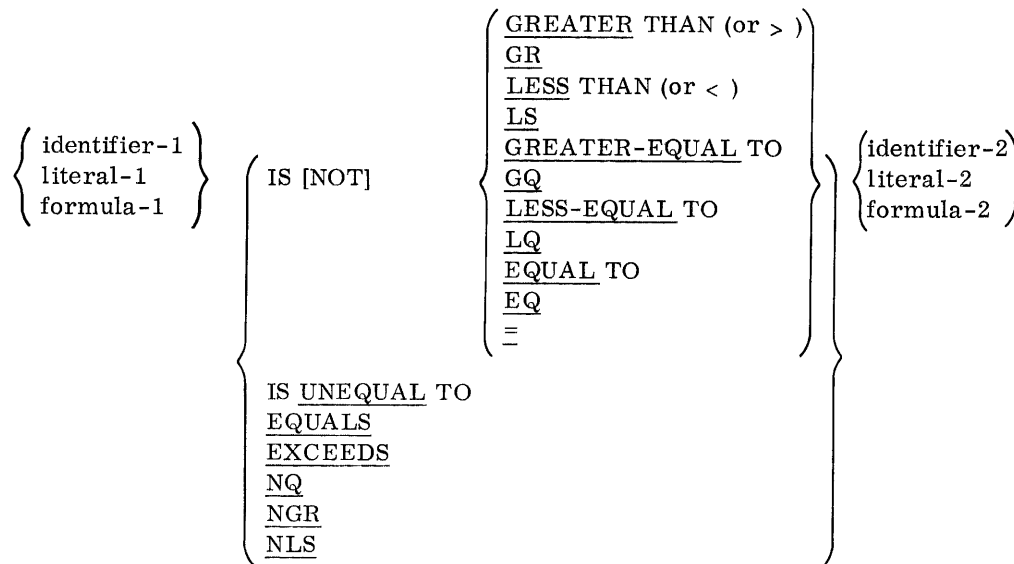 GREATER THAN (or > )
GR
LESS THAN (or < )
LS
GREATER-EQUAL TO
GQ
LESS-EQUAL TO
LQ
EQUAL TO
EQ
=
identifier-1
literal-1
formula-1
IS [NOT]
identifier-2
literal-2
formula-2
IS UNEQUAL TO
EQUALS
EXCEEDS
NQ
NGR
NLS